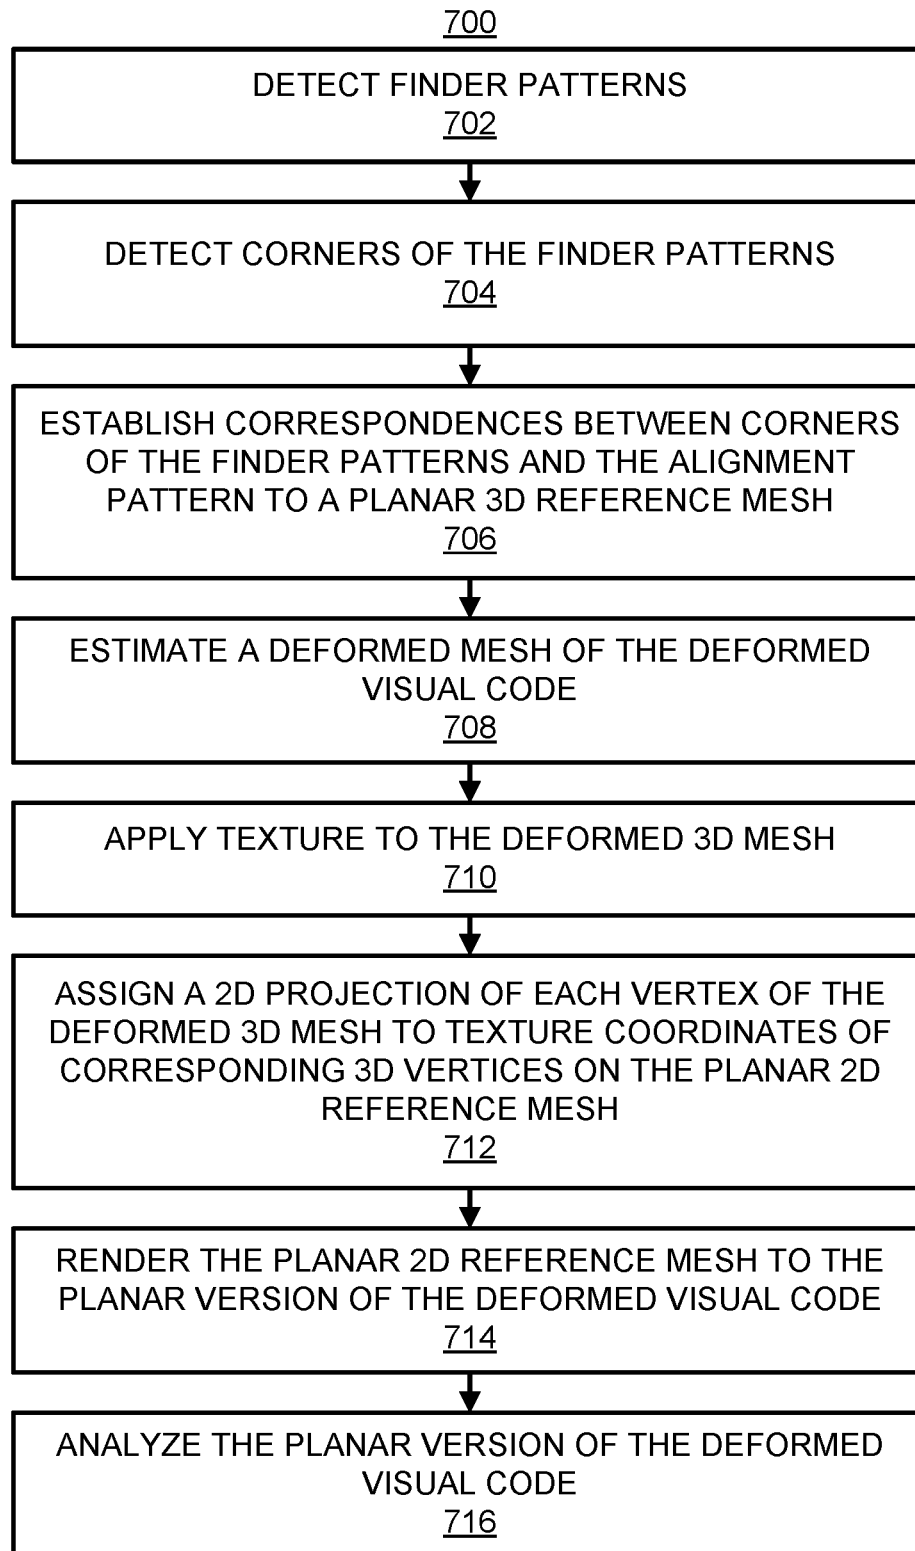 700
DETECT FINDER PATTERNS
702
DETECT CORNERS OF THE FINDER PATTERNS
704
ESTABLISH CORRESPONDENCES BETWEEN CORNERS
OF THE FINDER PATTERNS AND THE ALIGNMENT
PATTERN TO A PLANAR 3D REFERENCE MESH
706
ESTIMATE A DEFORMED MESH OF THE DEFORMED
VISUAL CODE
708
APPLY TEXTURE TO THE DEFORMED 3D MESH
710
ASSIGN A 2D PROJECTION OF EACH VERTEX OF THE
DEFORMED 3D MESH TO TEXTURE COORDINATES OF
CORRESPONDING 3D VERTICES ON THE PLANAR 2D
REFERENCE MESH
712
RENDER THE PLANAR 2D REFERENCE MESH TO THE
PLANAR VERSION OF THE DEFORMED VISUAL CODE
714
ANALYZE THE PLANAR VERSION OF THE DEFORMED
VISUAL CODE
716